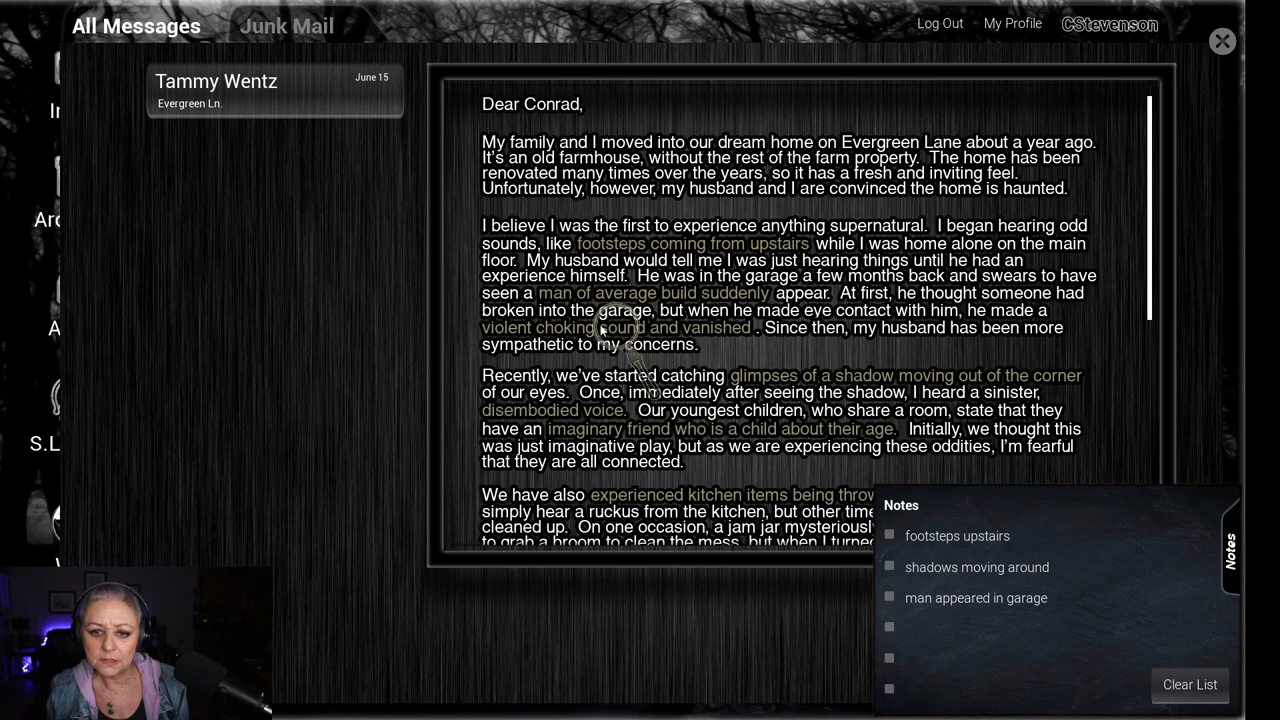 All Messages
Junk Mail
Log Out
My Profile
CStevenson
Tammy Wentz
June 15
Evergreen Ln.
Dear Conrad,
My family and I moved into our dream home on Evergreen Lane about a year ago.
It's an old farmhouse, without the rest of the farm property. The home has been
renovated many times over the years, so it has a fresh and inviting feel.
Unfortunately, however, my husband and I are convinced the home is haunted.
I believe I was the first to experience anything supernatural. I began hearing odd
sounds, like footsteps coming from upstairs while I was home alone on the main
floor. My husband would tell me I was just hearing things until he had an
experience himself. He was in the garage a few months back and swears to have
seen a man of average build suddenly appear. At first, he thought someone had
broken into the garage, but when he made eye contact with him, he made a
violent choking sound and vanished . Since then, my husband has been more
sympathetic to my concerns.
Recently, we've started catching glimpses of a shadow moving out of the corner
of our eyes. Once, immediately after seeing the shadow, I heard a sinister,
disembodied voice. Our youngest children, who share a room, state that they
have an imaginary friend who is a child about their age. Initially, we thought this
was just imaginative play, but as we are experiencing these oddities, I'm fearful
that they are all connected.
We have also experienced kitchen items being throw
simply hear a ruckus from the kitchen, but other time
cleaned up. On one occasion, a jam jar mysteriously
to grab a broom to clean the mess, but when I turned
Notes
footsteps upstairs
shadows moving around
man appeared in garage
Notes
Clear List
In
Arc
A
S.L